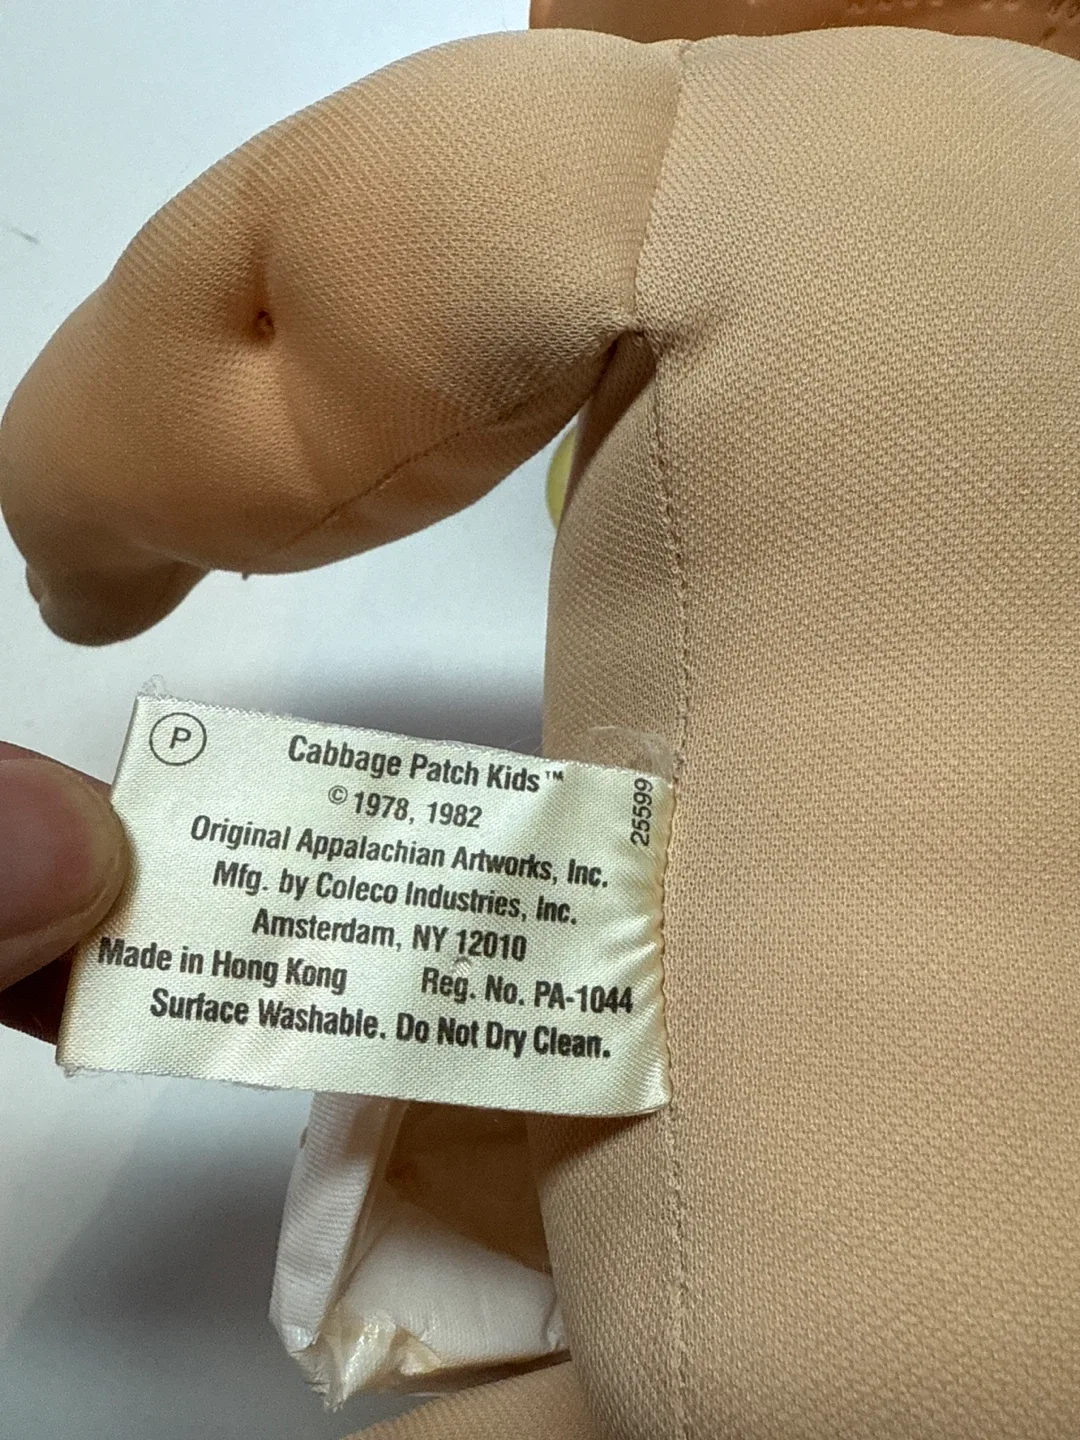 P
Cabbage Patch Kids™
© 1978, 1982
Original Appalachian Artworks, Inc.
Mfg. by Coleco Industries, Inc.
Amsterdam, NY 12010
Made in Hong Kong Reg. No. PA-1044
Surface Washable. Do Not Dry Clean.
25599